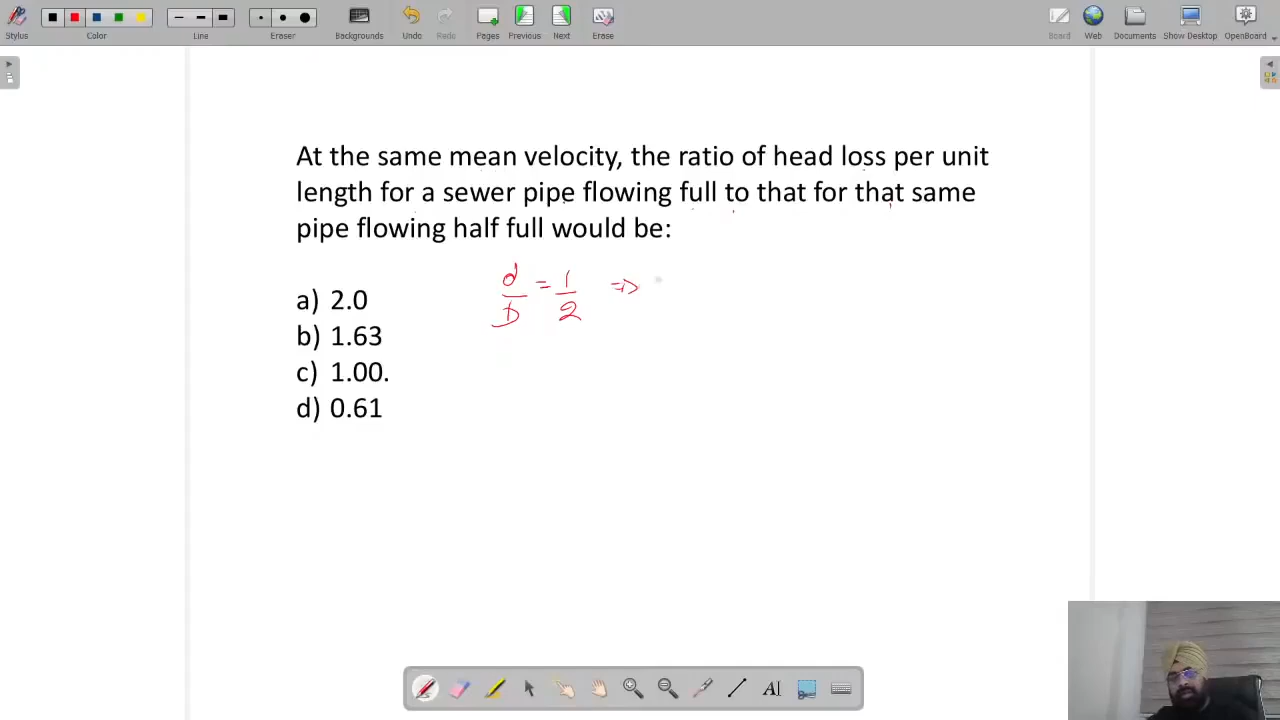 Stylus Color Line Eraser Backgrounds Undo Redo Pages Previous Next Erase Board Web Documents Show Desktop OpenBoard
At the same mean velocity, the ratio of head loss per unit
length for a sewer pipe flowing full to that for that same
pipe flowing half full would be:
d/D = 1/2 =>
a) 2.0
b) 1.63
c) 1.00.
d) 0.61